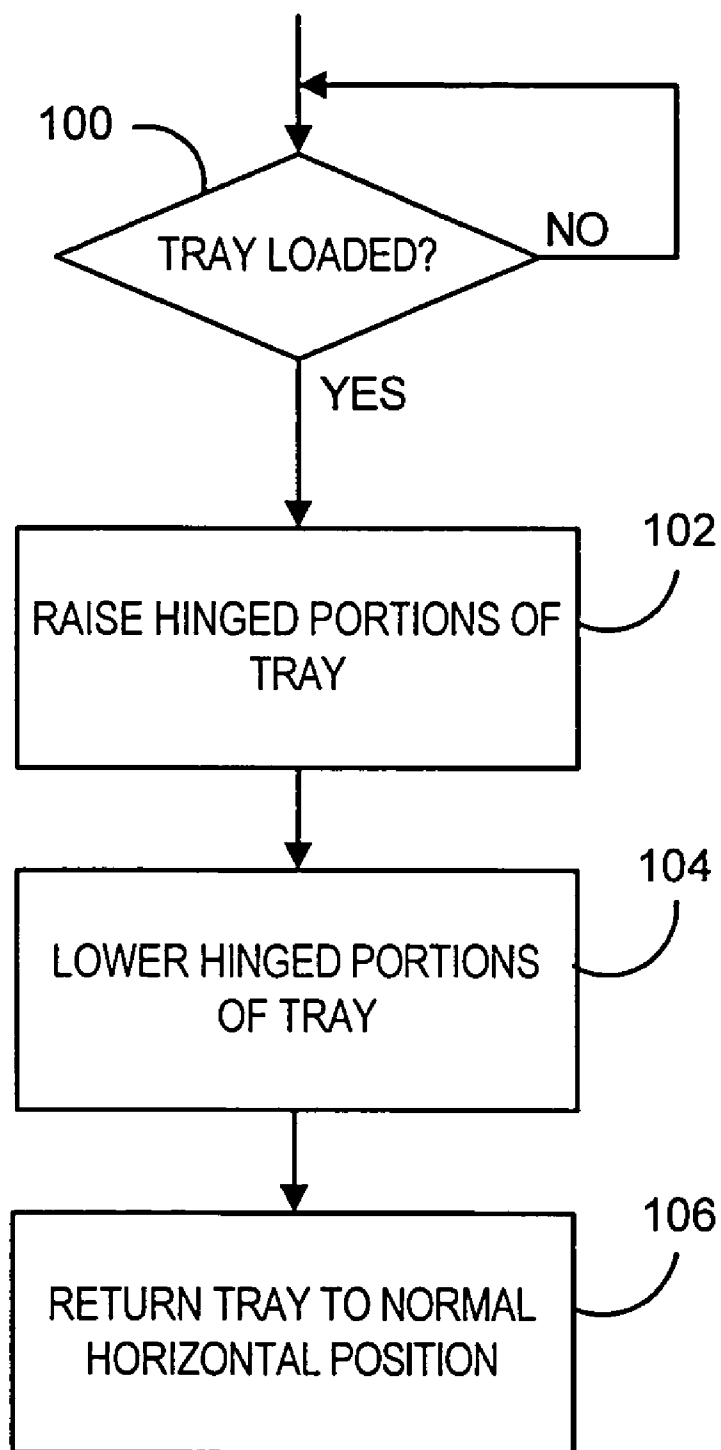 100
TRAY LOADED?
NO
YES
102
RAISE HINGED PORTIONS OF
TRAY
104
LOWER HINGED PORTIONS
OF TRAY
106
RETURN TRAY TO NORMAL
HORIZONTAL POSITION